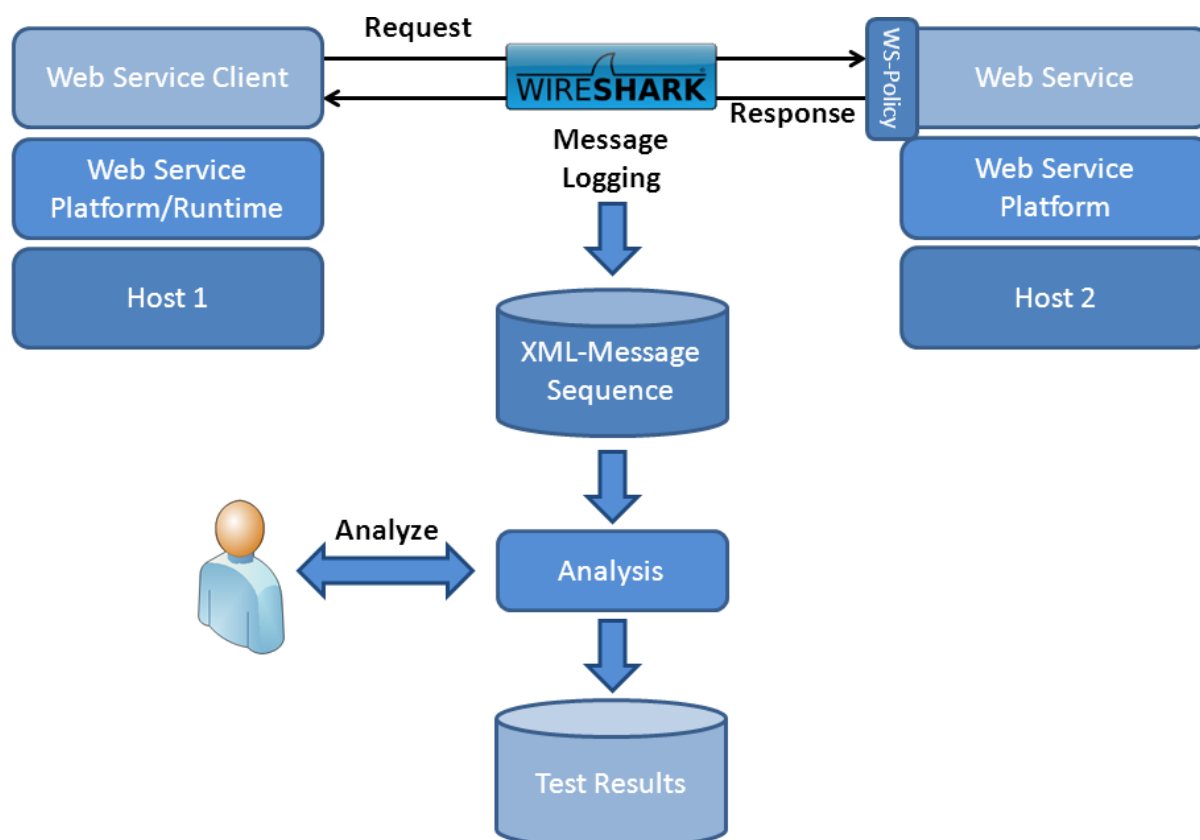 Request
Web Service Client
WIRESHARK
WS-Policy
Web Service
Response
Message
Logging
Web Service
Platform/Runtime
Web Service
Platform
Host 1
Host 2
XML-Message
Sequence
Analyze
Analysis
Test Results